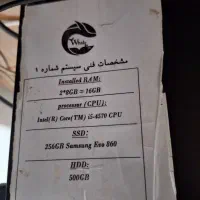 مشخصات فنی سیستم شماره ۱
Installed RAM:
2*8GB = 16GB
processor (CPU):
Intel(R) Core(TM) i5-4570 CPU
SSD:
256GB Samsung Evo 860
HDD:
500GB